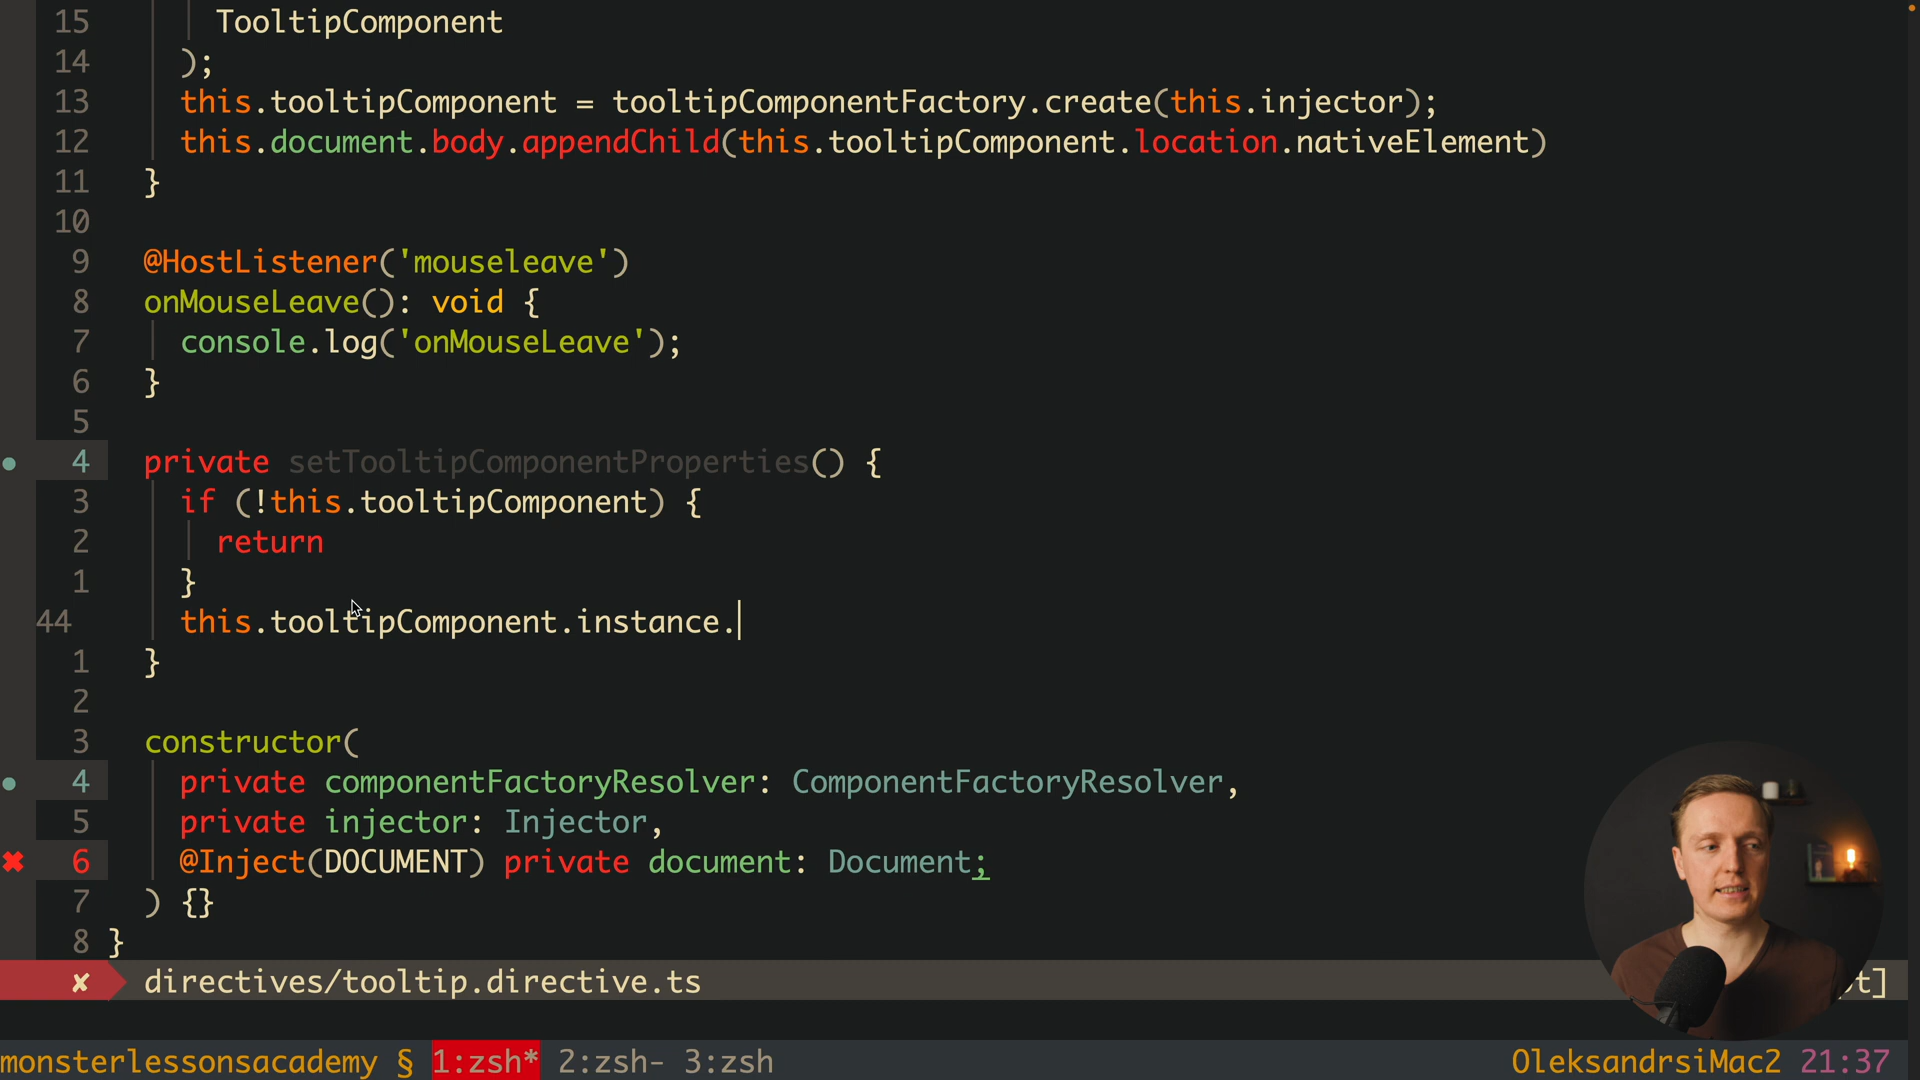 15 TooltipComponent
14 );
13 this.tooltipComponent = tooltipComponentFactory.create(this.injector);
12 this.document.body.appendChild(this.tooltipComponent.location.nativeElement)
11 }
10
9 @HostListener('mouseleave')
8 onMouseLeave(): void {
7 console.log('onMouseLeave');
6 }
5
4 private setTooltipComponentProperties() {
3 if (!this.tooltipComponent) {
2 return
1 }
44 this.tooltipComponent.instance.
1 }
2
3 constructor(
4 private componentFactoryResolver: ComponentFactoryResolver,
5 private injector: Injector,
6 @Inject(DOCUMENT) private document: Document;
7 ) {}
8 }
✘ directives/tooltip.directive.ts
monsterlessonsacademy § 1:zsh* 2:zsh- 3:zsh OleksandrsiMac2 21:37